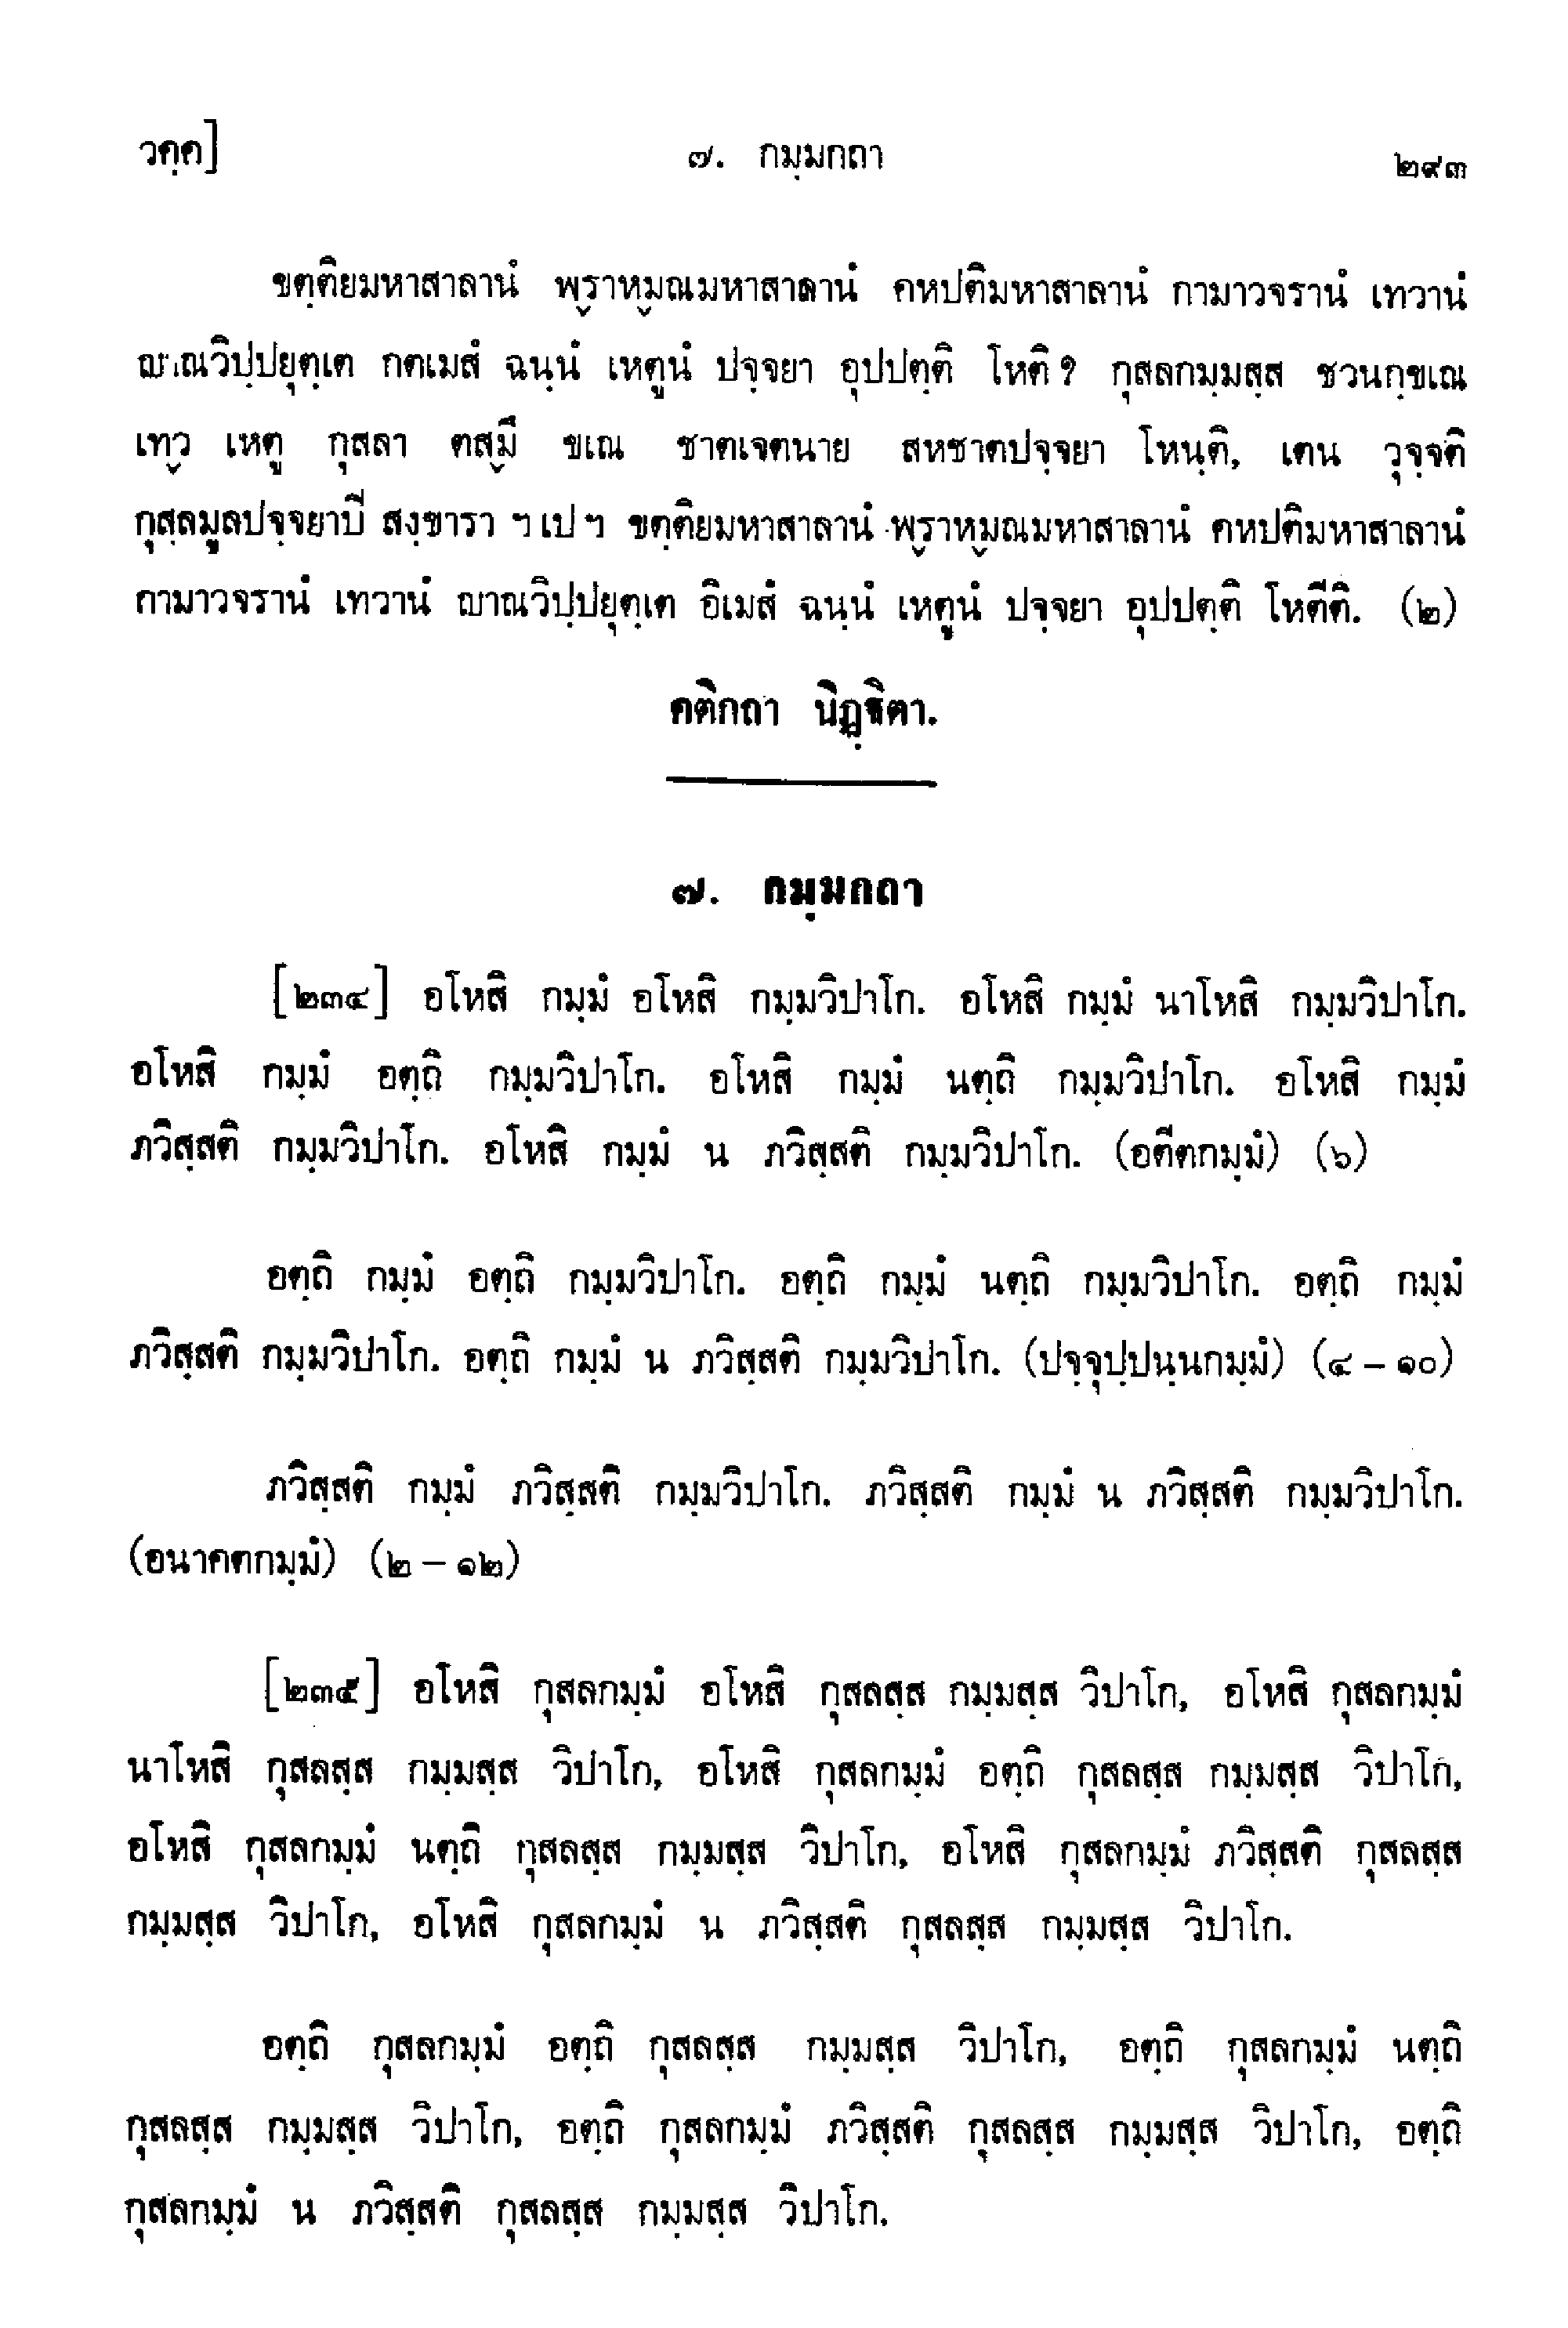 วคฺค]
๗. กมฺมกถา
๒๙๓
ขตฺติยมหาสาลานํ พฺราหฺมณมหาสาลานํ คหปติมหาสาลานํ กามาวจรานํ เทวานํ
ญาณวิปฺปยุตฺเต กตเมสํ ฉนฺนํ เหตูนํ ปจฺจยา อุปปตฺติ โหติ? กุสลกมฺมสฺส ชวนกฺขเณ
เทฺว เหตู กุสลา ตสฺมึ ขเณ ชาตเจตนาย สหชาตปจฺจยา โหนฺติ, เตน วุจฺจติ
กุสฺลมูลปจฺจยาปิ สงฺขารา ฯ เป ฯ ขตฺติยมหาสาลานํ พฺราหฺมณมหาสาลานํ คหปติมหาสาลานํ
กามาวจรานํ เทวานํ ญาณวิปฺปยุตฺเต อิเมสํ ฉนฺนํ เหตูนํ ปจฺจยา อุปปตฺติ โหตีติ. (๒)
คติกถา นิฏฺฐิตา.
๗. กมฺมกถา
[๒๓๔] อโหสิ กมฺมํ อโหสิ กมฺมวิปาโก. อโหสิ กมฺมํ นาโหสิ กมฺมวิปาโก.
อโหสิ กมฺมํ อตฺถิ กมฺมวิปาโก. อโหสิ กมฺมํ นตฺถิ กมฺมวิปาโก. อโหสิ กมฺมํ
ภวิสฺสติ กมฺมวิปาโก. อโหสิ กมฺมํ น ภวิสฺสติ กมฺมวิปาโก. (อตีตกมฺมํ) (๖)
อตฺถิ กมฺมํ อตฺถิ กมฺมวิปาโก. อตฺถิ กมฺมํ นตฺถิ กมฺมวิปาโก. อตฺถิ กมฺมํ
ภวิสฺสติ กมฺมวิปาโก. อตฺถิ กมฺมํ น ภวิสฺสติ กมฺมวิปาโก. (ปจฺจุปฺปนฺนกมฺมํ) (๔ – ๑๐)
ภวิสฺสติ กมฺมํ ภวิสฺสติ กมฺมวิปาโก. ภวิสฺสติ กมฺมํ น ภวิสฺสติ กมฺมวิปาโก.
(อนาคตกมฺมํ) (๒ – ๑๒)
[๒๓๕] อโหสิ กุสลกมฺมํ อโหสิ กุสลสฺส กมฺมสฺส วิปาโก, อโหสิ กุสลกมฺมํ
นาโหสิ กุสลสฺส กมฺมสฺส วิปาโก, อโหสิ กุสลกมฺมํ อตฺถิ กุสลสฺส กมฺมสฺส วิปาโก,
อโหสิ กุสลกมฺมํ นตฺถิ กุสลสฺส กมฺมสฺส วิปาโก, อโหสิ กุสลกมฺมํ ภวิสฺสติ กุสลสฺส
กมฺมสฺส วิปาโก, อโหสิ กุสลกมฺมํ น ภวิสฺสติ กุสลสฺส กมฺมสฺส วิปาโก.
อตฺถิ กุสลกมฺมํ อตฺถิ กุสลสฺส กมฺมสฺส วิปาโก, อตฺถิ กุสลกมฺมํ นตฺถิ
กุสลสฺส กมฺมสฺส วิปาโก, อตฺถิ กุสลกมฺมํ ภวิสฺสติ กุสลสฺส กมฺมสฺส วิปาโก, อตฺถิ
กุสลกมฺมํ น ภวิสฺสติ กุสลสฺส กมฺมสฺส วิปาโก.